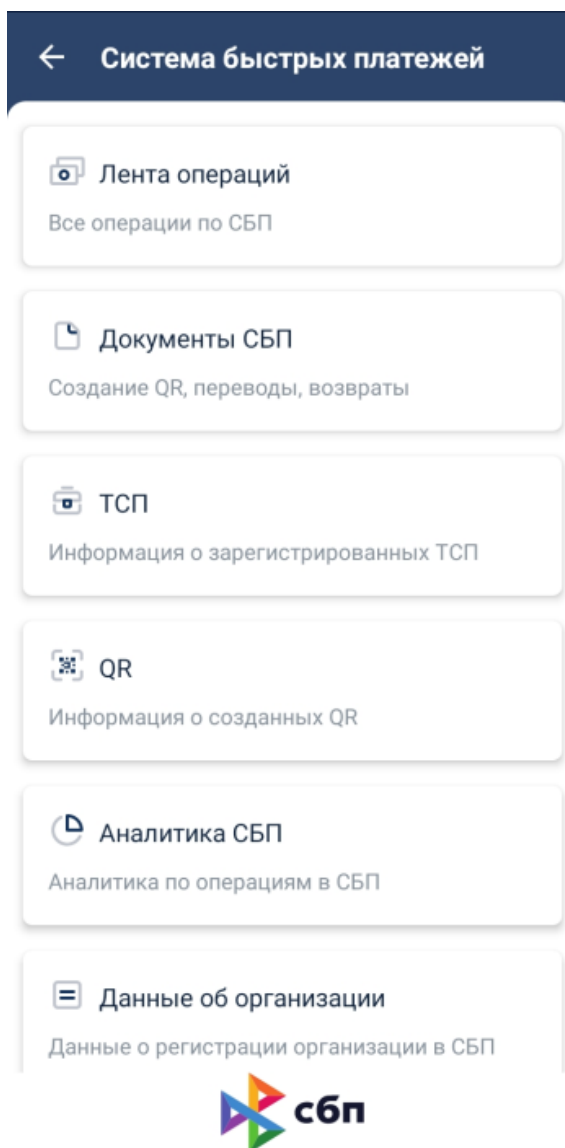 Система быстрых платежей
Лента операций
Все операции по СБП
Документы СБП
Создание QR, переводы, возвраты
ТСП
Информация о зарегистрированных ТСП
QR
Информация о созданных QR
Аналитика СБП
Аналитика по операциям в СБП
Данные об организации
Данные о регистрации организации в СБП
сбп